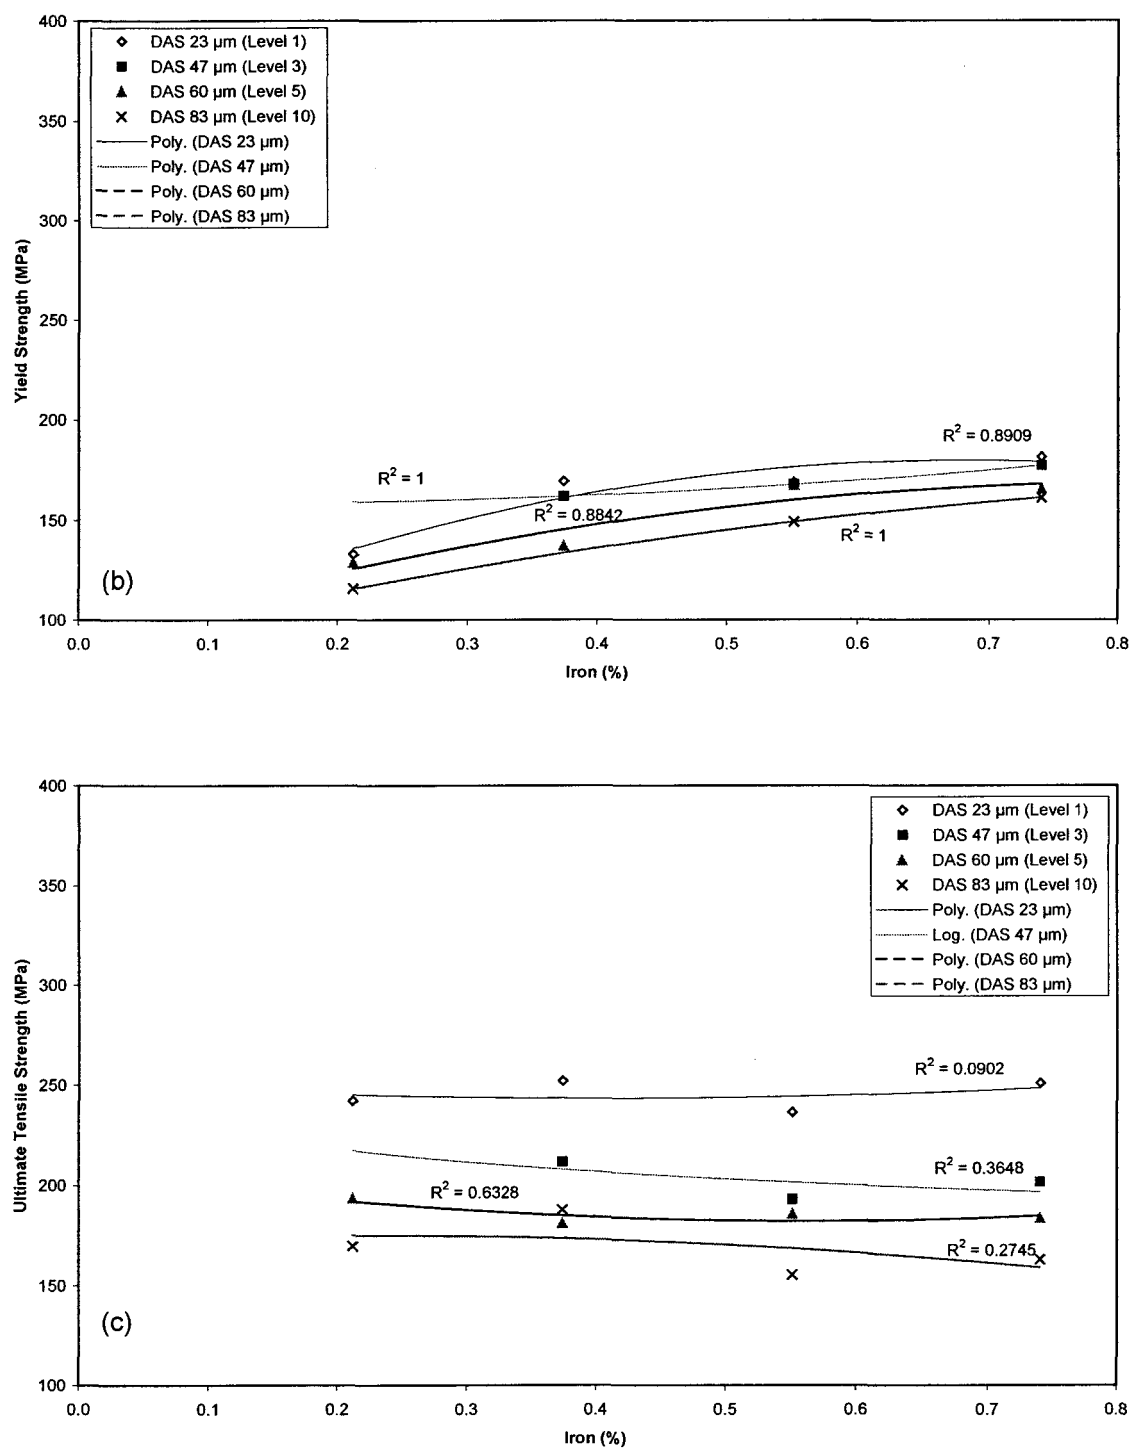 400
DAS 23 µm (Level 1)
DAS 47 µm (Level 3)
DAS 60 µm (Level 5)
DAS 83 µm (Level 10)
Poly. (DAS 23 µm)
Poly. (DAS 47 µm)
Poly. (DAS 60 µm)
Poly. (DAS 83 µm)
350
300
250
200
150
100
Yield Strength (MPa)
R² = 0.8909
R² = 1
R² = 0.8842
R² = 1
(b)
0.0 0.1 0.2 0.3 0.4 0.5 0.6 0.7 0.8
Iron (%)
400
DAS 23 µm (Level 1)
DAS 47 µm (Level 3)
DAS 60 µm (Level 5)
DAS 83 µm (Level 10)
Poly. (DAS 23 µm)
Log. (DAS 47 µm)
Poly. (DAS 60 µm)
Poly. (DAS 83 µm)
350
300
250
200
150
100
Ultimate Tensile Strength (MPa)
R² = 0.0902
R² = 0.3648
R² = 0.6328
R² = 0.2745
(c)
0.0 0.1 0.2 0.3 0.4 0.5 0.6 0.7 0.8
Iron (%)